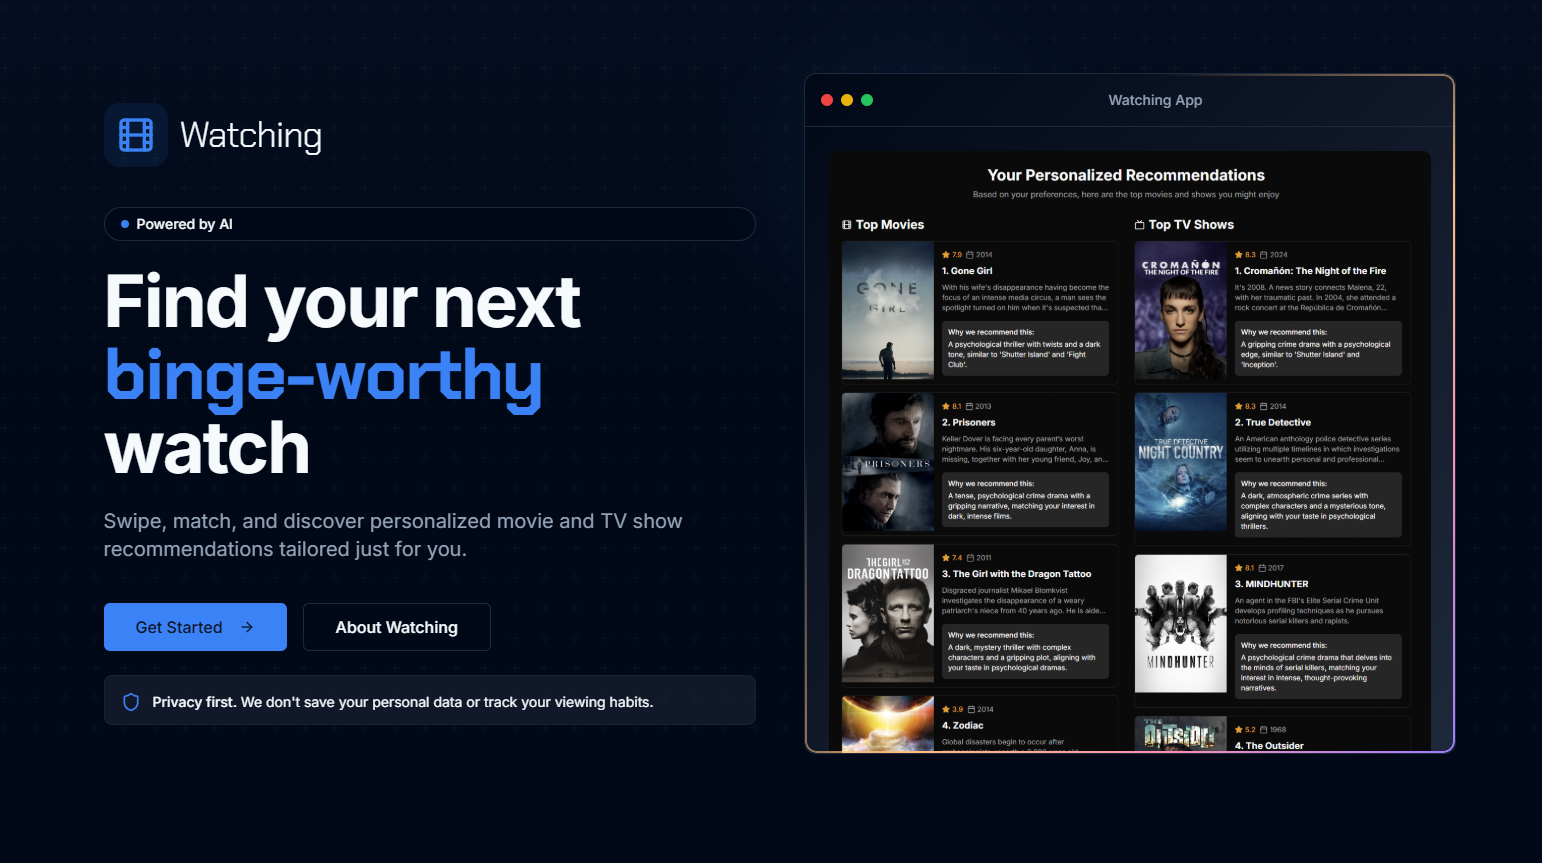 Watching
Powered by AI
Find your next
binge-worthy
watch
Swipe, match, and discover personalized movie and TV show
recommendations tailored just for you.
Get Started
About Watching
Privacy first. We don't save your personal data or track your viewing habits.
Watching App
Your Personalized Recommendations
Based on your preferences, here are the top movies and shows you might enjoy
Top Movies
GONE
GIRL
7.9 2014
1. Gone Girl
With his wife's disappearance having become the
focus of an intense media circus, a man sees the
spotlight turned on him when it's suspected tha...
Why we recommend this:
A psychological thriller with twists and a dark
tone, similar to 'Shutter Island' and 'Fight
Club'.
PRISONERS
8.1 2013
2. Prisoners
Keller Dover is facing every parent's worst
nightmare. His six-year-old daughter, Anna, is
missing, together with her young friend, Joy, an...
Why we recommend this:
A tense, psychological crime drama with a
gripping narrative, matching your interest in
dark, intense films.
THE GIRL
DRAGON TATTOO
7.4 2011
3. The Girl with the Dragon Tattoo
Disgraced journalist Mikael Blomkvist
investigates the disappearance of a weary
patriarch's niece from 40 years ago. He is aide...
Why we recommend this:
A dark, mystery thriller with complex
characters and a gripping plot, aligning with
your taste in psychological dramas.
3.9 2014
4. Zodiac
Global disasters begin to occur after
Top TV Shows
CROMAÑÓN
THE NIGHT OF THE FIRE
8.3 2024
1. Cromañón: The Night of the Fire
It's 2008. A news story connects Malena, 22,
with her traumatic past. In 2004, she attended a
rock concert at the República de Cromañón...
Why we recommend this:
A gripping crime drama with a psychological
edge, similar to 'Shutter Island' and
'Inception'.
TRUE DETECTIVE
NIGHT COUNTRY
8.3 2014
2. True Detective
An American anthology police detective series
utilizing multiple timelines in which investigations
seem to unearth personal and professional...
Why we recommend this:
A dark, atmospheric crime series with
complex characters and a mysterious tone,
aligning with your taste in psychological
thrillers.
MINDHUNTER
8.1 2017
3. MINDHUNTER
An agent in the FBI's Elite Serial Crime Unit
develops profiling techniques as he pursues
notorious serial killers and rapists.
Why we recommend this:
A psychological crime drama that delves into
the minds of serial killers, matching your
interest in intense, thought-provoking
narratives.
THE
OUTSIDER
5.2 1968
4. The Outsider